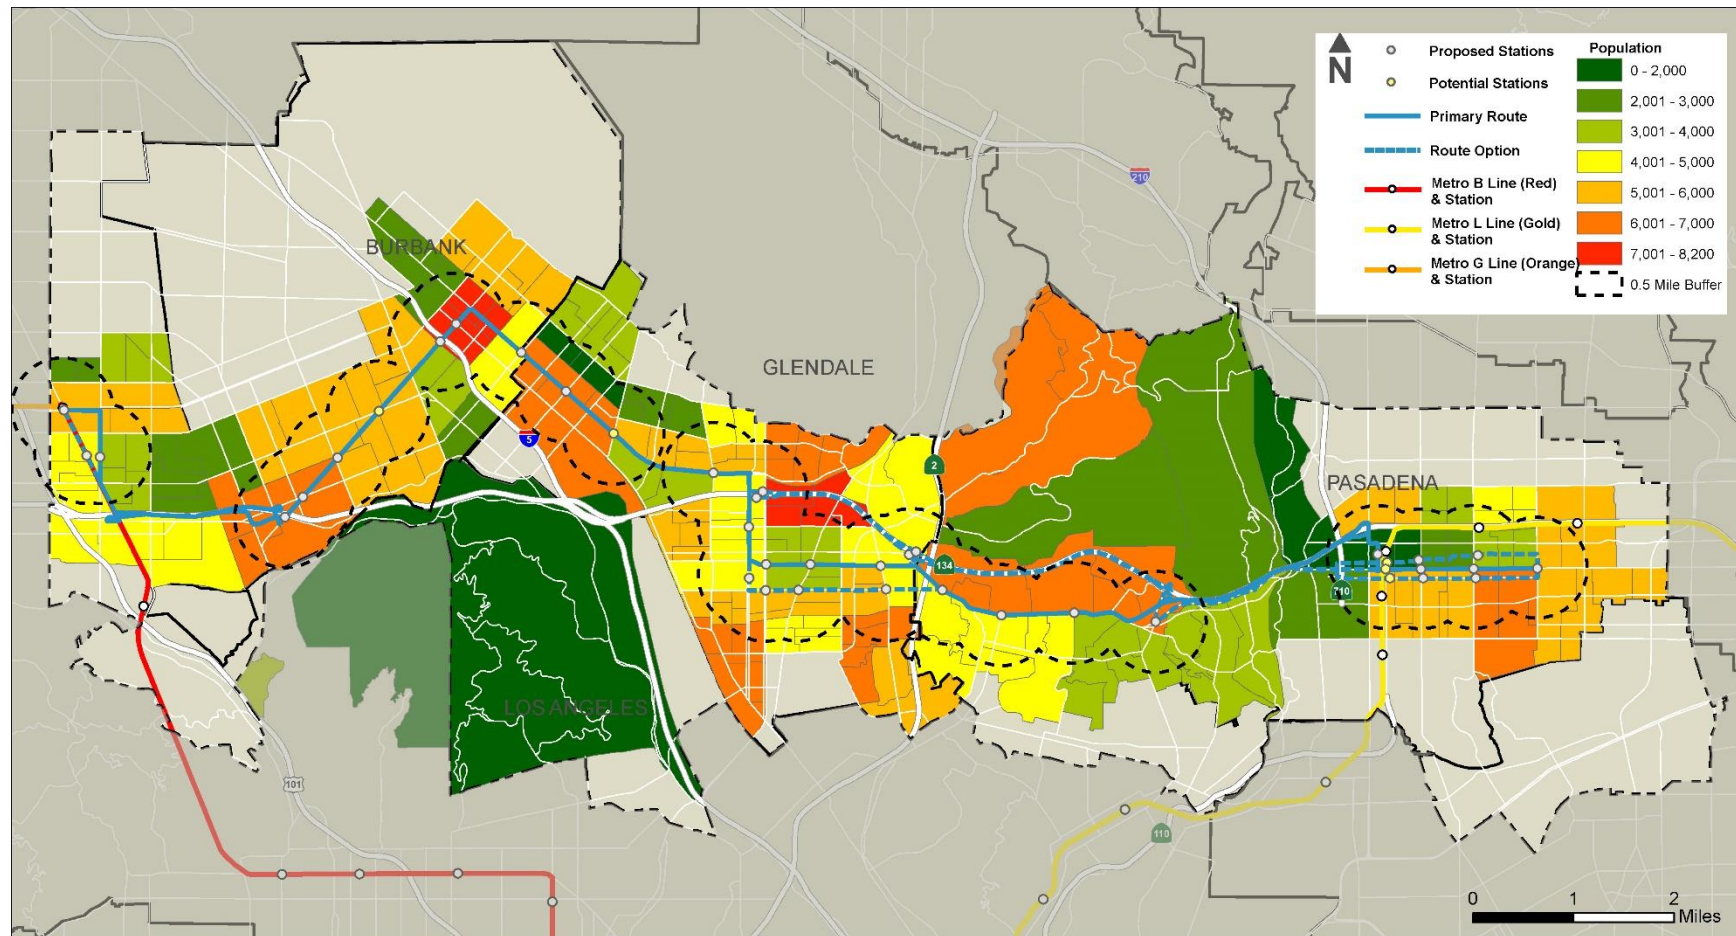 N
Proposed Stations
Potential Stations
Primary Route
Route Option
Metro B Line (Red)
& Station
Metro L Line (Gold)
& Station
Metro G Line (Orange)
& Station
Population
0 - 2,000
2,001 - 3,000
3,001 - 4,000
4,001 - 5,000
5,001 - 6,000
6,001 - 7,000
7,001 - 8,200
0.5 Mile Buffer
210
BURBANK
GLENDALE
5
2
PASADENA
134
710
LOS ANGELES
101
110
0 1 2
Miles